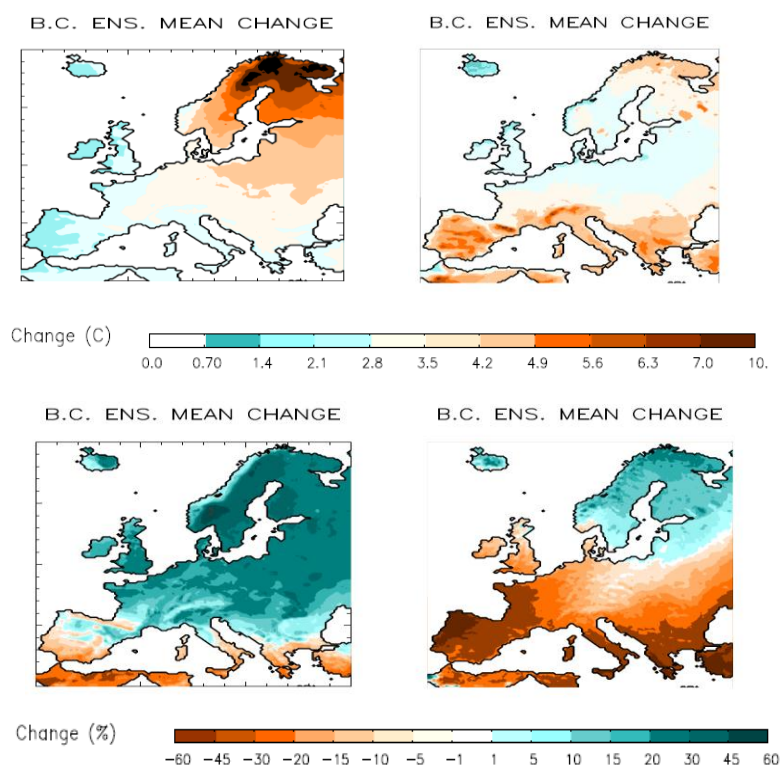 B.C. ENS. MEAN CHANGE
B.C. ENS. MEAN CHANGE
Change (C)
0.0 0.70 1.4 2.1 2.8 3.5 4.2 4.9 5.6 6.3 7.0 10.
B.C. ENS. MEAN CHANGE
B.C. ENS. MEAN CHANGE
Change (%)
-60 -45 -30 -20 -15 -10 -5 -1 1 5 10 15 20 30 45 60